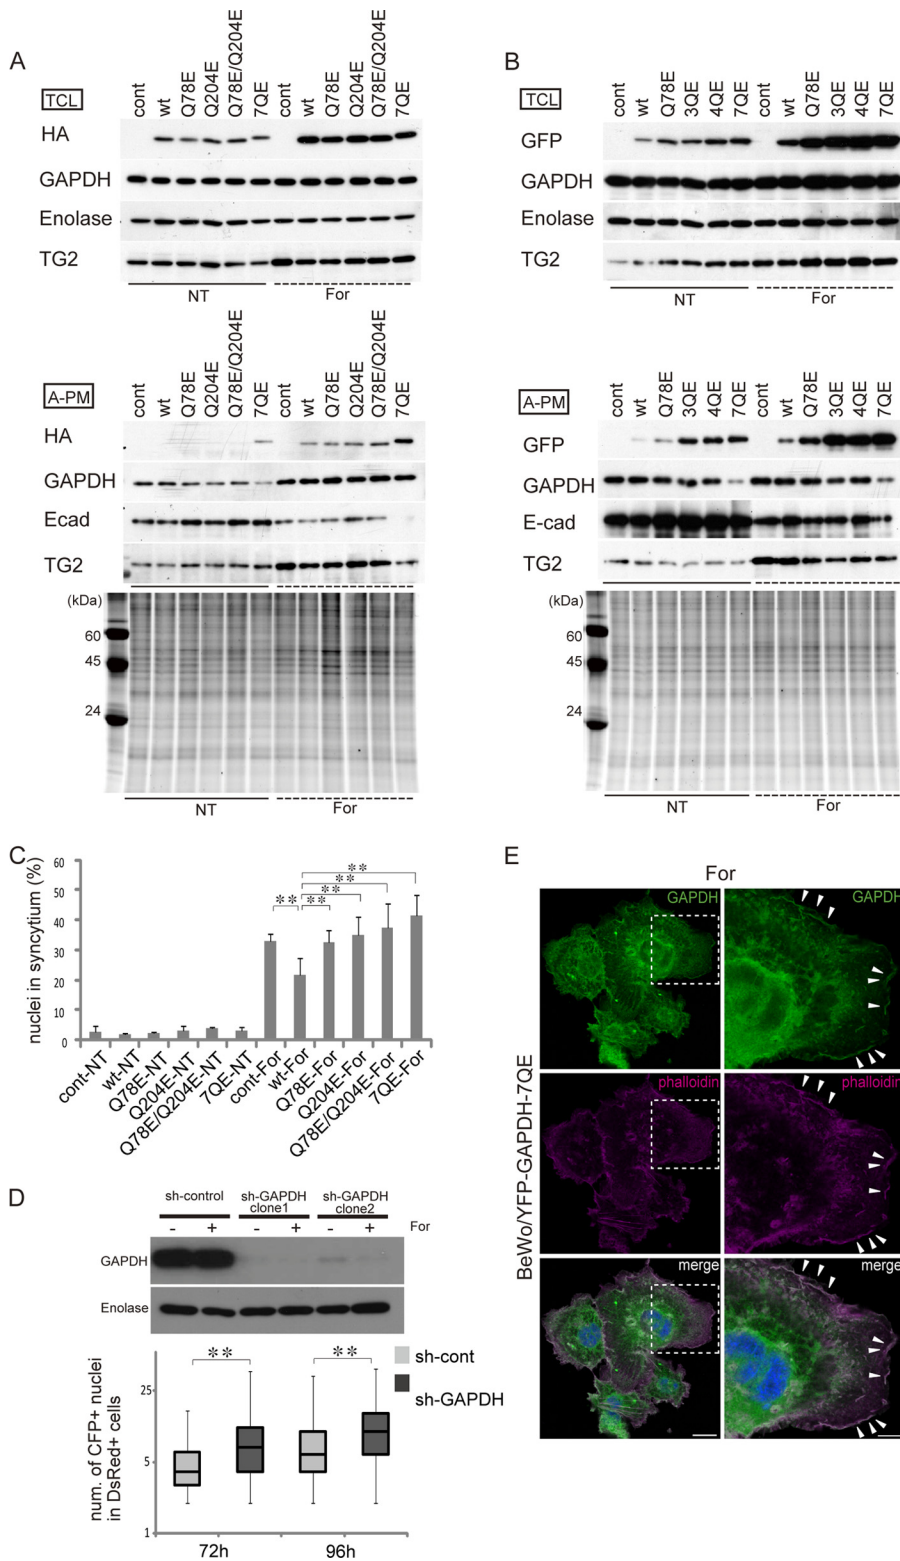 A
TCL
cont
wt
Q78E
Q204E
Q78E/Q204E
7QE
cont
wt
Q78E
Q204E
Q78E/Q204E
7QE
HA
GAPDH
Enolase
TG2
NT
For
A-PM
cont
wt
Q78E
Q204E
Q78E/Q204E
7QE
cont
wt
Q78E
Q204E
Q78E/Q204E
7QE
HA
GAPDH
Ecad
TG2
(kDa)
60
45
24
NT
For
B
TCL
cont
wt
Q78E
3QE
4QE
7QE
cont
wt
Q78E
3QE
4QE
7QE
GFP
GAPDH
Enolase
TG2
NT
For
A-PM
cont
wt
Q78E
3QE
4QE
7QE
cont
wt
Q78E
3QE
4QE
7QE
GFP
GAPDH
E-cad
TG2
(kDa)
60
45
24
NT
For
C
nuclei in syncytium (%)
60
50
40
30
20
10
0
**
**
**
**
**
cont-NT
wt-NT
Q78E-NT
Q204E-NT
Q78E/Q204E-NT
7QE-NT
cont-For
wt-For
Q78E-For
Q204E-For
Q78E/Q204E-For
7QE-For
D
sh-control
sh-GAPDH clone1
sh-GAPDH clone2
- + - + - + For
GAPDH
Enolase
num. of CFP+ nuclei
in DsRed+ cells
25
5
1
** **
sh-cont
sh-GAPDH
72h 96h
E
For
BeWo/YFP-GAPDH-7QE
GAPDH GAPDH
phalloidin phalloidin
merge merge